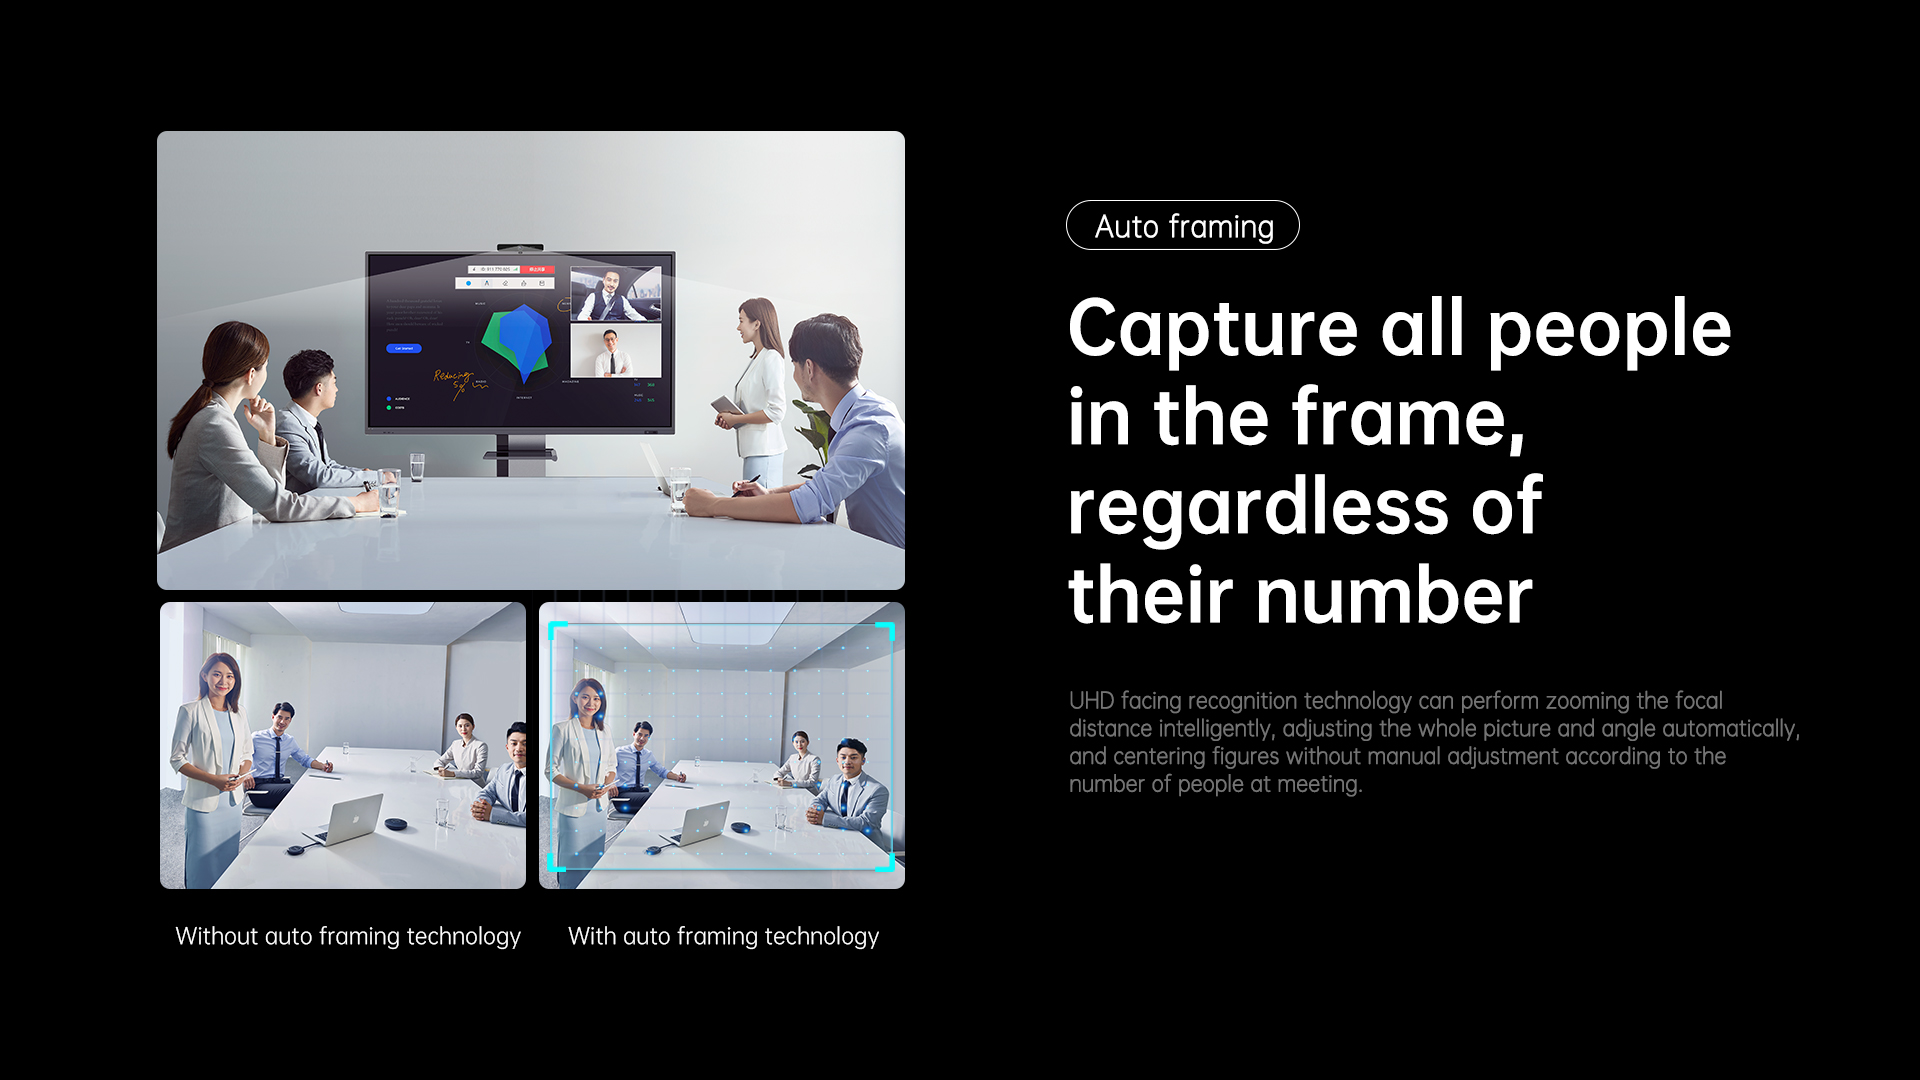 Auto framing
Capture all people
in the frame,
regardless of
their number
UHD facing recognition technology can perform zooming the focal
distance intelligently, adjusting the whole picture and angle automatically,
and centering figures without manual adjustment according to the
number of people at meeting.
Reducing
5%
Without auto framing technology
With auto framing technology